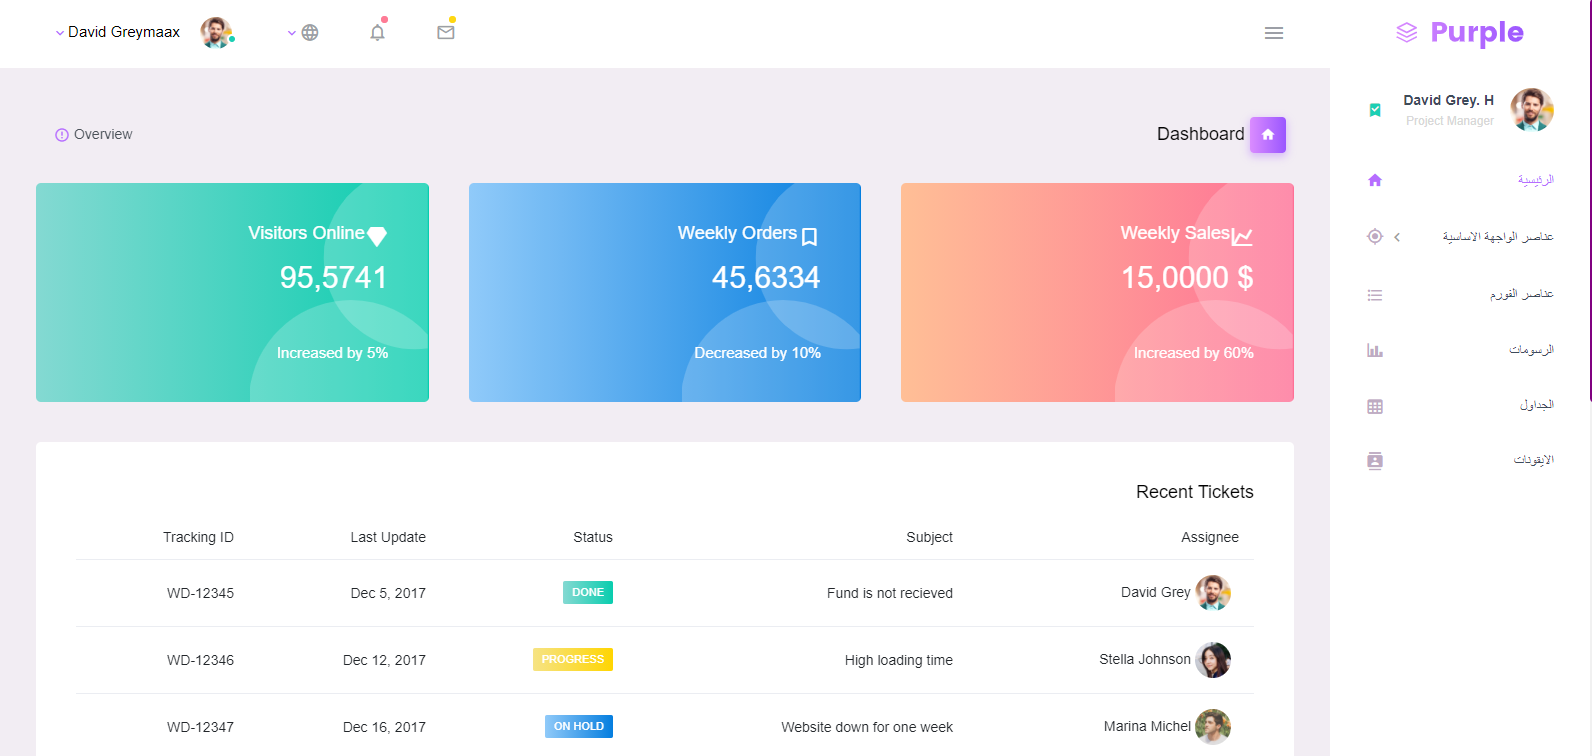 David Greymaax
Purple
David Grey. H
Project Manager
الرئيسية
عناصر الواجهة الاساسية
عناصر الفورم
الرسومات
الجداول
الايقونات
Dashboard
Overview
Weekly Sales
15,0000 $
Increased by 60%
Weekly Orders
45,6334
Decreased by 10%
Visitors Online
95,5741
Increased by 5%
Recent Tickets
Assignee Subject Status Last Update Tracking ID
David Grey Fund is not recieved DONE Dec 5, 2017 WD-12345
Stella Johnson High loading time PROGRESS Dec 12, 2017 WD-12346
Marina Michel Website down for one week ON HOLD Dec 16, 2017 WD-12347